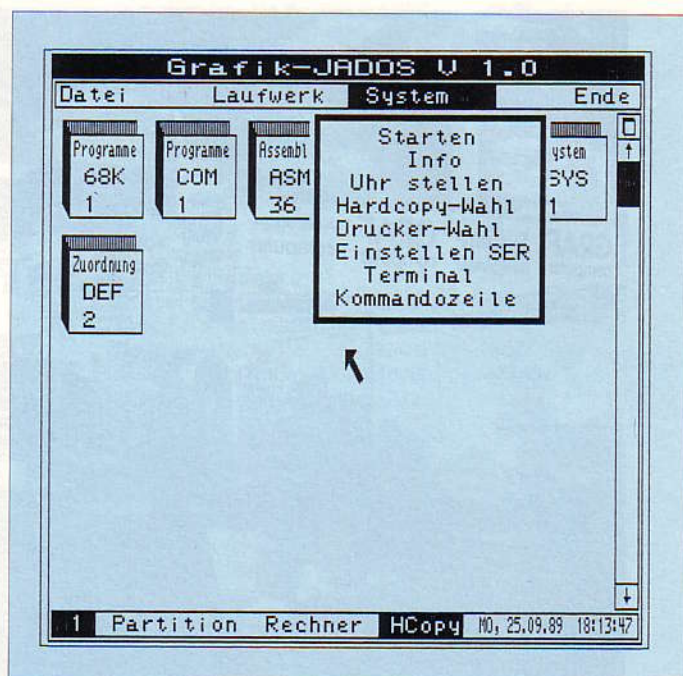 Grafik-JADOS V 1.0
Datei Laufwerk System Ende
Programme
68K
1
Programme
COM
1
Assembl
ASM
36
Starten
Info
Uhr stellen
Hardcopy-Wahl
Drucker-Wahl
Einstellen SER
Terminal
Kommandozeile
ystem
SYS
1
Zuordnung
DEF
2
1 Partition Rechner HCopy MO, 25.09.89 18:13:47